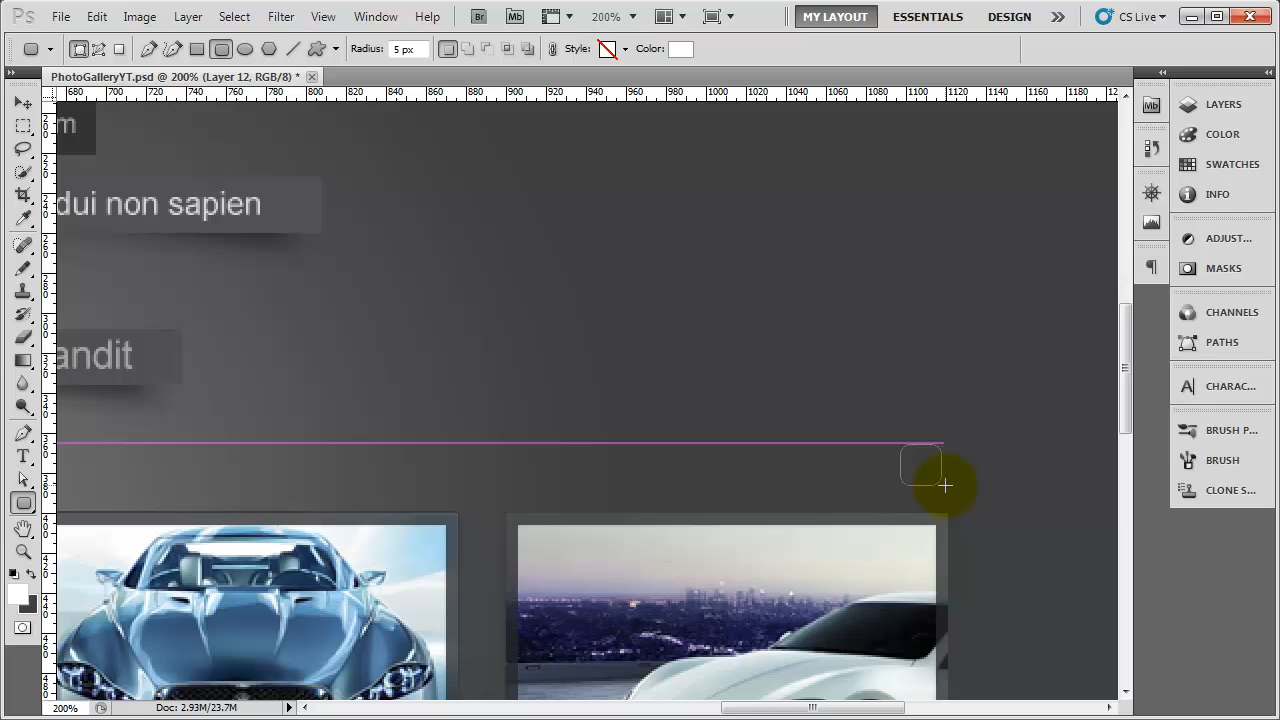 Ps File Edit Image Layer Select Filter View Window Help Br Mb 200% MY LAYOUT ESSENTIALS DESIGN CS Live
Radius: 5 px Style: Color:
PhotoGalleryYT.psd @ 200% (Layer 12, RGB/8) *
680 700 720 740 760 780 800 820 840 860 880 900 920 940 960 980 1000 1020 1040 1060 1080 1100 1120 1140 1160 1180
m
dui non sapien
andit
Mb
LAYERS
COLOR
SWATCHES
INFO
ADJUST...
MASKS
CHANNELS
PATHS
CHARAC...
BRUSH P...
BRUSH
CLONE S...
200% Doc: 2.93M/23.7M